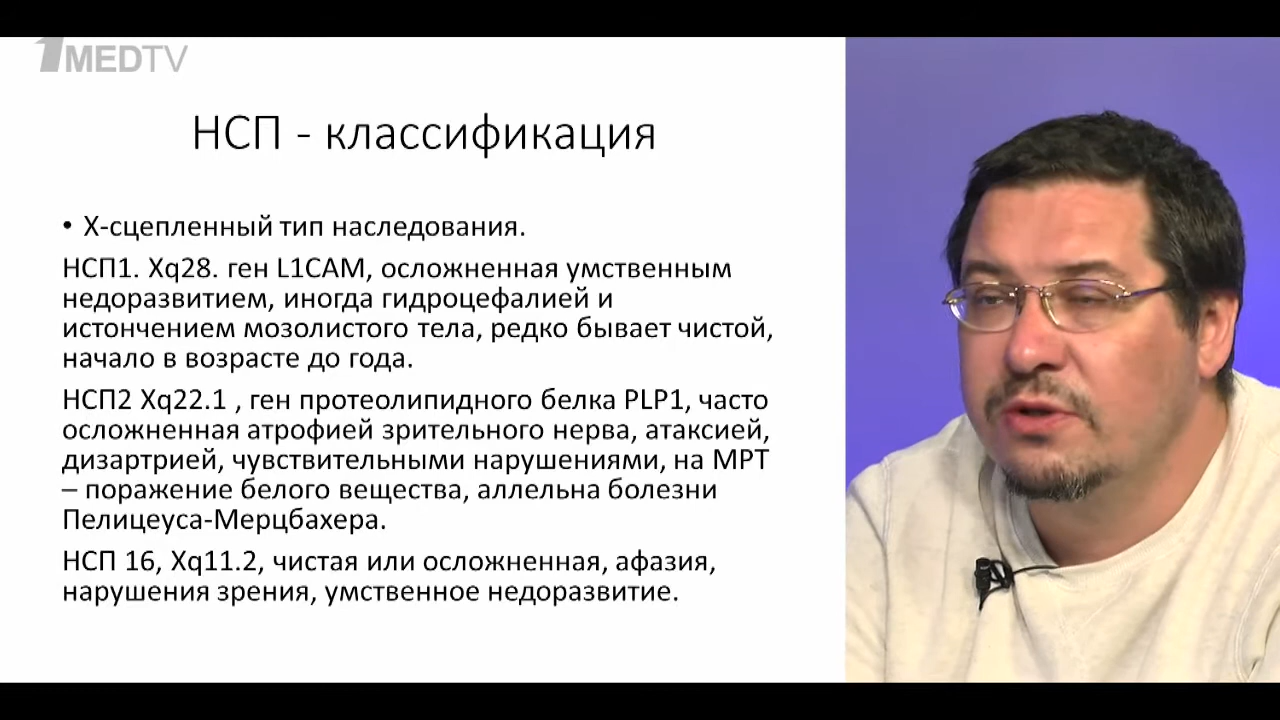 1MEDTV
НСП - классификация
• Х-сцепленный тип наследования.
НСП1. Xq28. ген L1CAM, осложненная умственным
недоразвитием, иногда гидроцефалией и
истончением мозолистого тела, редко бывает чистой,
начало в возрасте до года.
НСП2 Xq22.1 , ген протеолипидного белка PLP1, часто
осложненная атрофией зрительного нерва, атаксией,
дизартрией, чувствительными нарушениями, на МРТ
– поражение белого вещества, аллельна болезни
Пелицеуса-Мерцбахера.
НСП 16, Xq11.2, чистая или осложненная, афазия,
нарушения зрения, умственное недоразвитие.